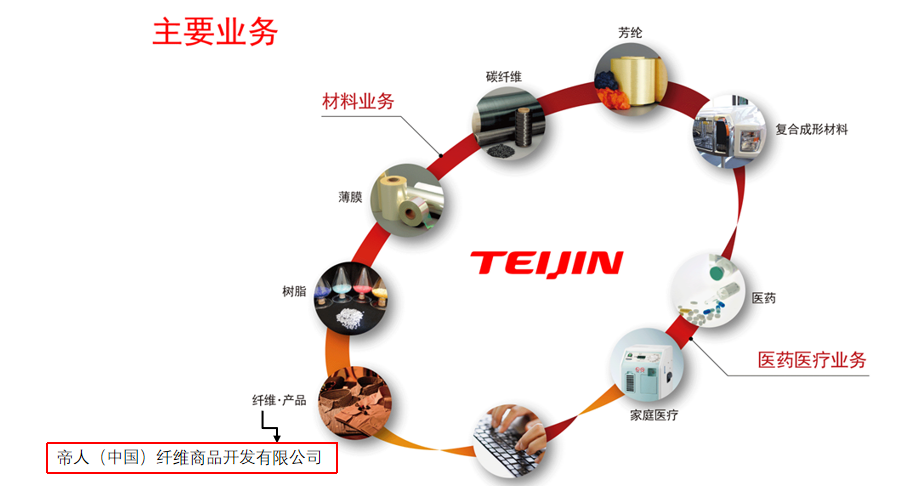 主要业务
芳纶
碳纤维
材料业务
复合成形材料
薄膜
TEIJIN
树脂
医药
医药医疗业务
纤维·产品
家庭医疗
帝人（中国）纤维商品开发有限公司